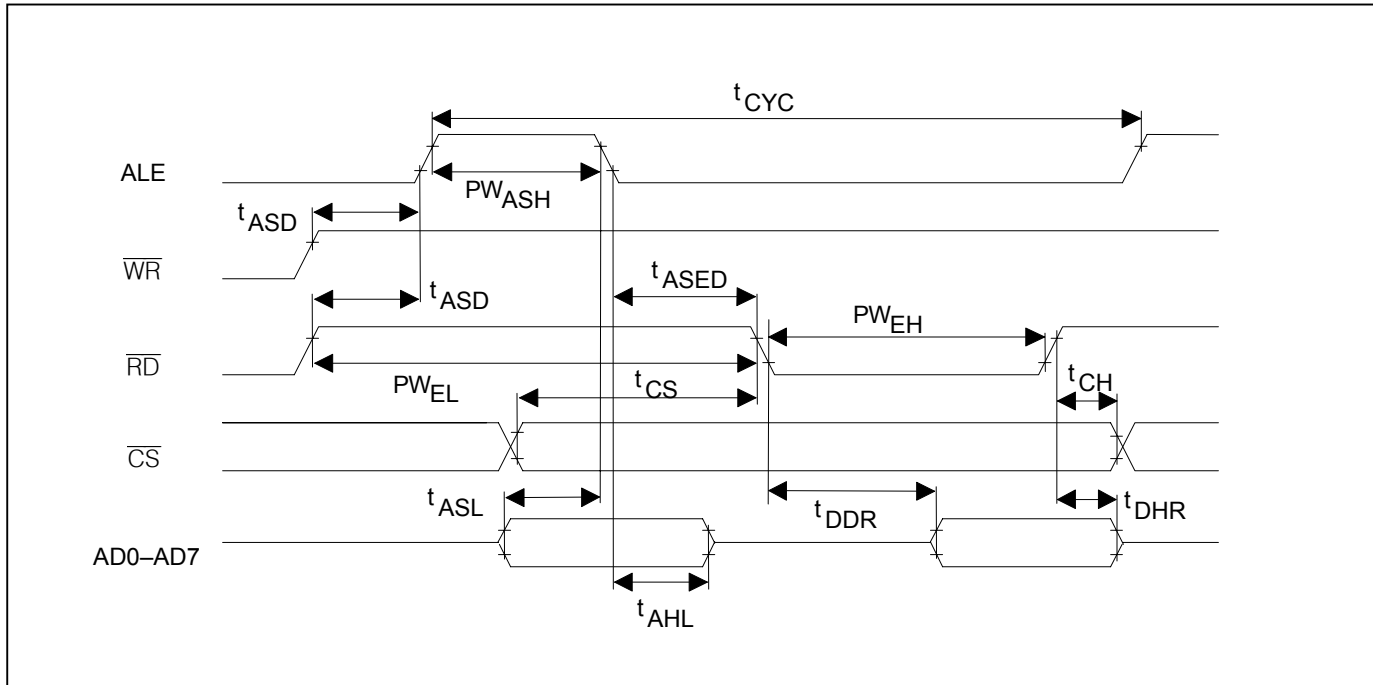 tCYC
ALE
PWASH
tASD
WR
tASED
tASD
PWEH
RD
tCH
PWEL
tCS
CS
tASL
tDDR
tDHR
AD0–AD7
tAHL